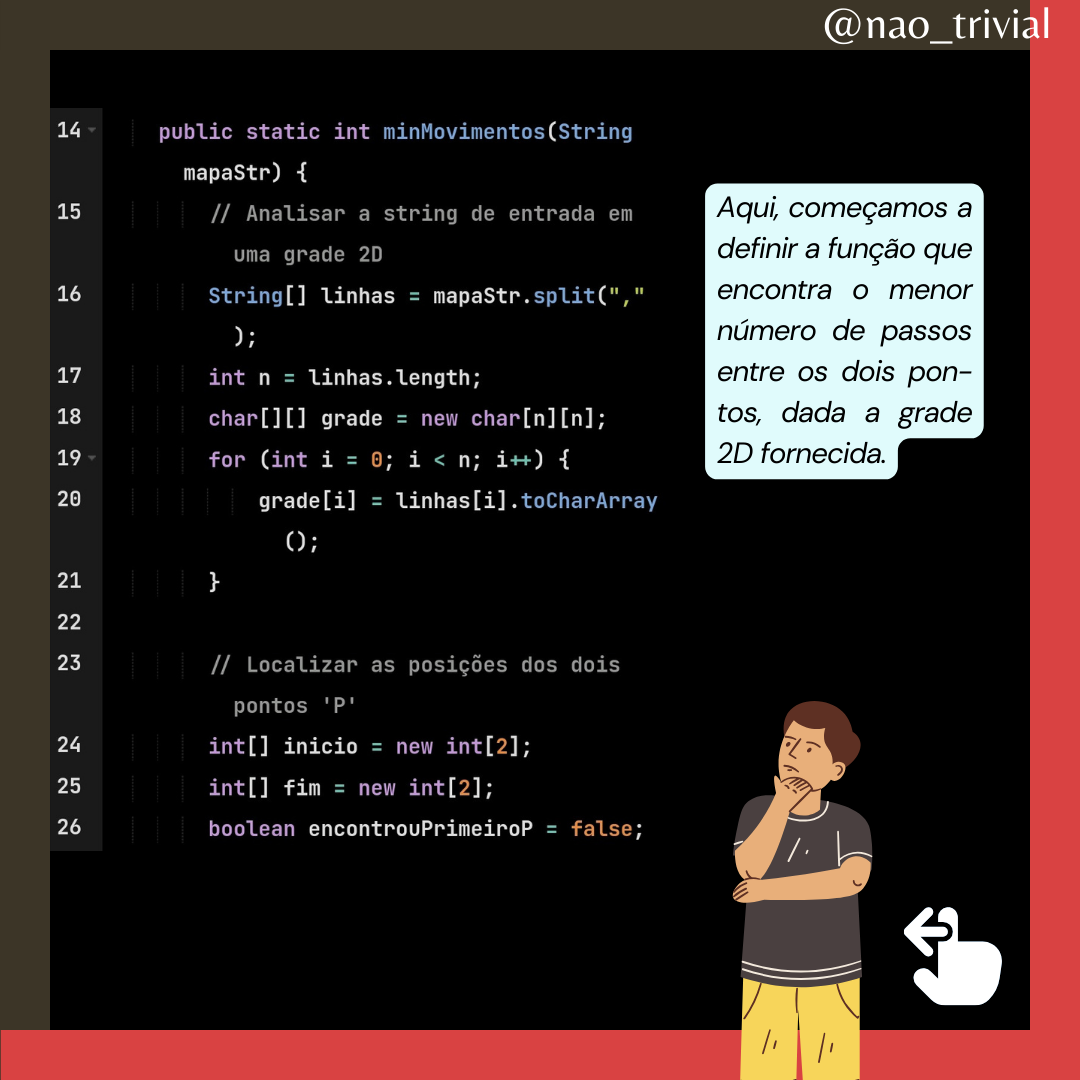 @nao_trivial
14 public static int minMovimentos(String
mapaStr) {
15 // Analisar a string de entrada em
uma grade 2D
16 String[] linhas = mapaStr.split(","
);
17 int n = linhas.length;
18 char[][] grade = new char[n][n];
19 for (int i = 0; i < n; i++) {
20 grade[i] = linhas[i].toCharArray
();
21 }
22
23 // Localizar as posições dos dois
pontos 'P'
24 int[] inicio = new int[2];
25 int[] fim = new int[2];
26 boolean encontrouPrimeiroP = false;
Aqui, começamos a
definir a função que
encontra o menor
número de passos
entre os dois pon-
tos, dada a grade
2D fornecida.